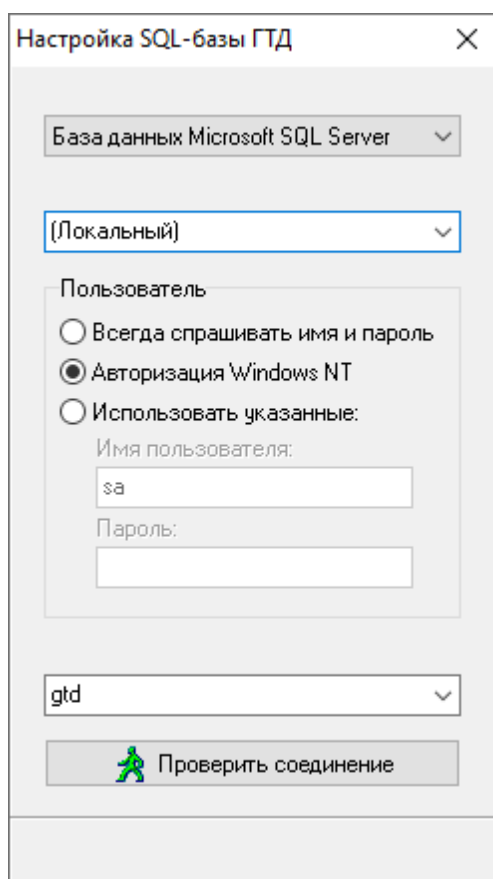 Настройка SQL-базы ГТД
База данных Microsoft SQL Server
(Локальный)
Пользователь
Всегда спрашивать имя и пароль
Авторизация Windows NT
Использовать указанные:
Имя пользователя:
sa
Пароль:
gtd
Проверить соединение